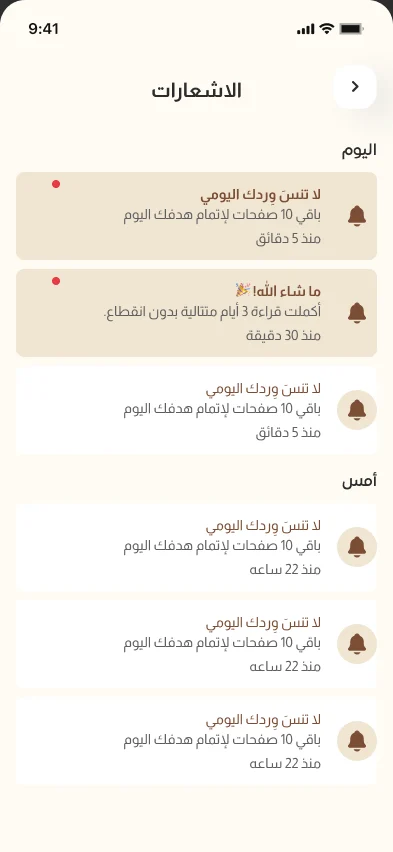 9:41
الاشعارات
اليوم
لا تنسَ وِردك اليومي
باقي 10 صفحات لإتمام هدفك اليوم
منذ 5 دقائق
ما شاء الله! 🎉
أكملت قراءة 3 أيام متتالية بدون انقطاع.
منذ 30 دقيقة
لا تنسَ وِردك اليومي
باقي 10 صفحات لإتمام هدفك اليوم
منذ 5 دقائق
أمس
لا تنسَ وِردك اليومي
باقي 10 صفحات لإتمام هدفك اليوم
منذ 22 ساعه
لا تنسَ وِردك اليومي
باقي 10 صفحات لإتمام هدفك اليوم
منذ 22 ساعه
لا تنسَ وِردك اليومي
باقي 10 صفحات لإتمام هدفك اليوم
منذ 22 ساعه